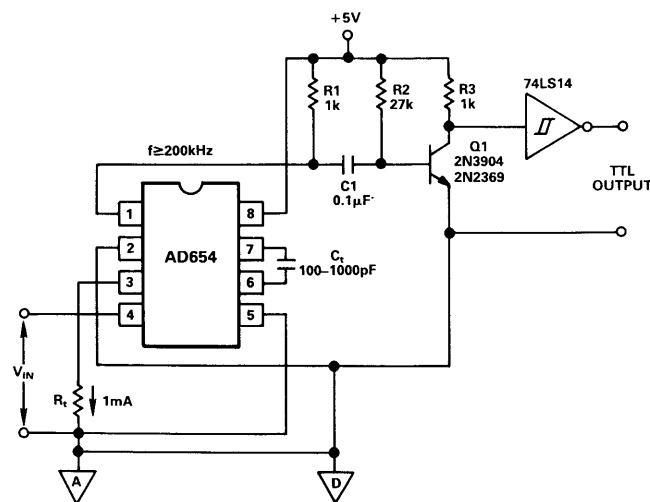 +5V
74LS14
R1
1k
R2
27k
R3
1k
f≥200kHz
Q1
2N3904
2N2369
TTL
OUTPUT
C1
0.1μF
1
8
2
AD654
7
Ct
100–1000pF
3
6
4
5
VIN
Rt
1mA
A
D